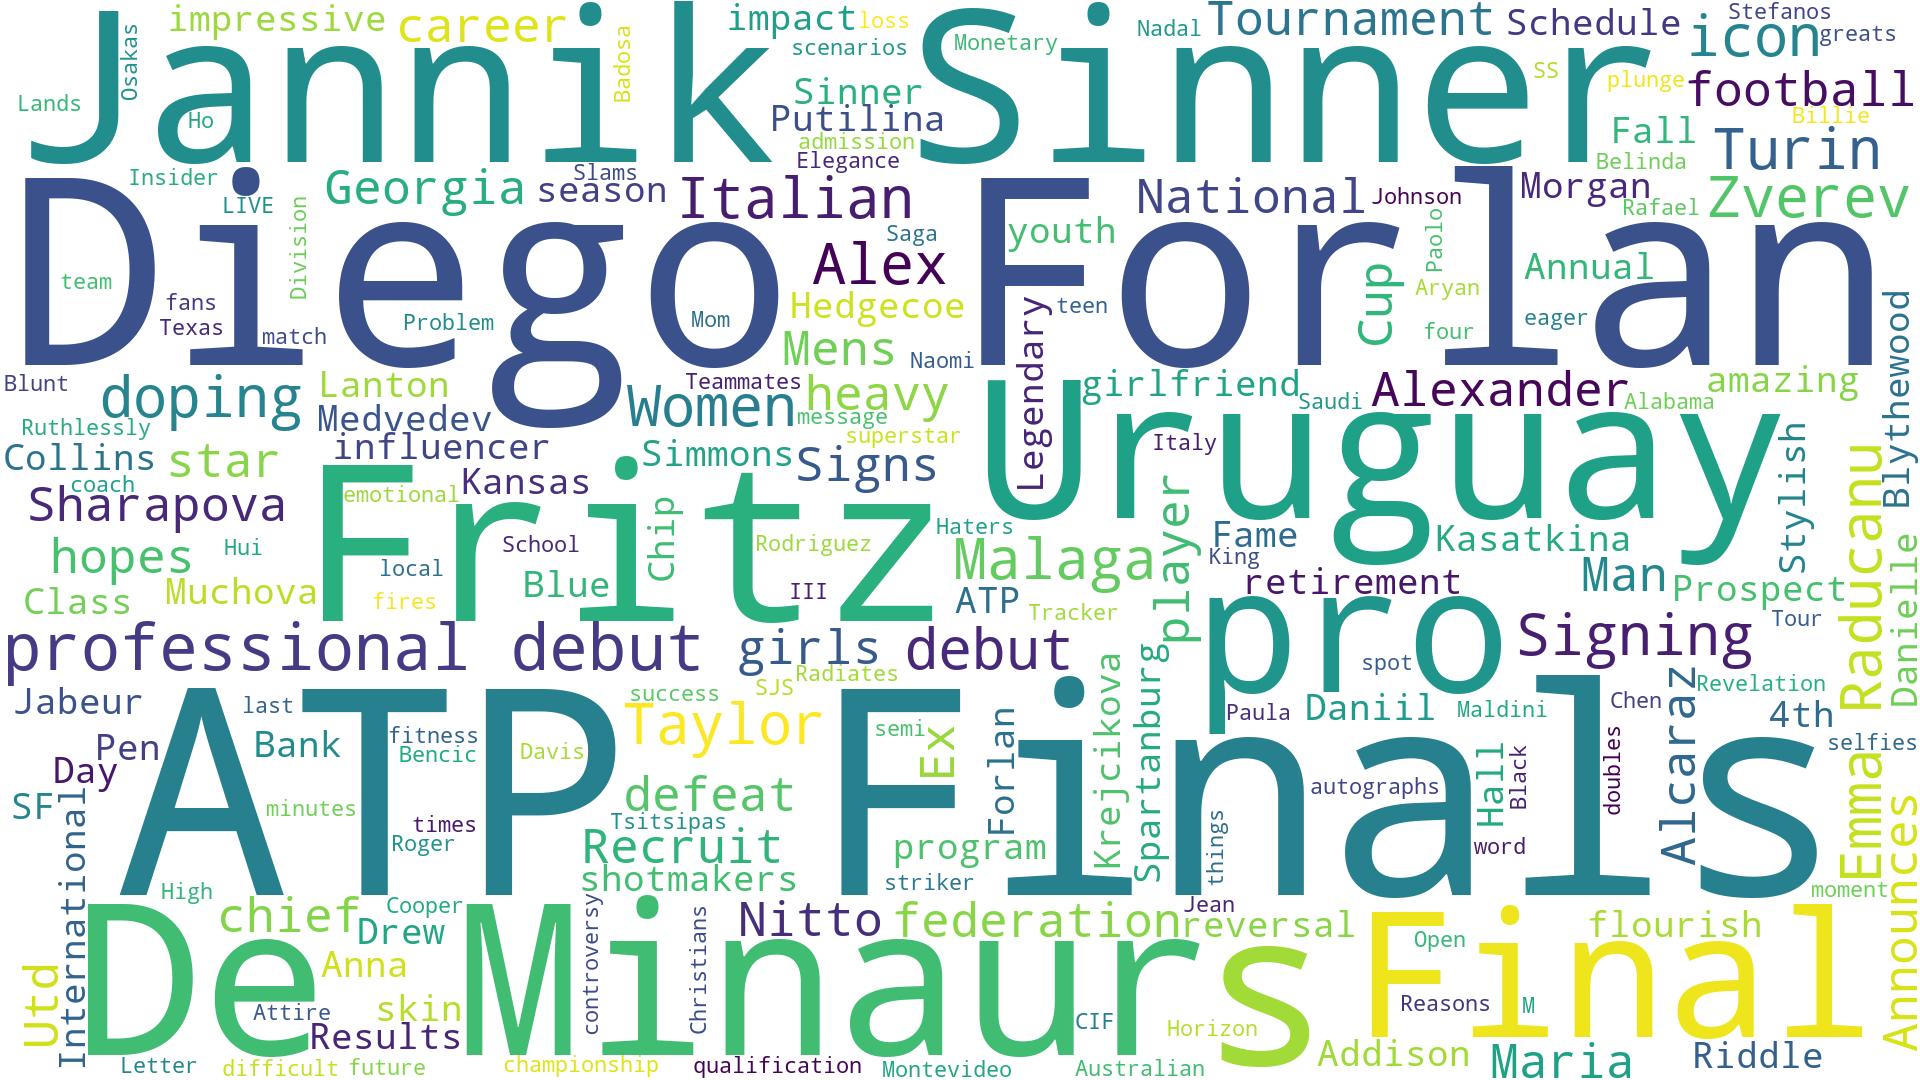 Jannik Sinner
Diego Forlan
Uruguay
Fritz
pro
ATP Finals
De Minaurs
Final
impressive
career
impact
loss
scenarios
Monetary
Nadal
Tournament
Schedule
Stefanos
icon
greats
Osakas
Badosa
Lands
Ho
Sinner
Putilina
admission
Elegance
SS
plunge
football
Billie
Fall
Belinda
Turin
Insider
LIVE
Georgia
season
Slams
Italian
National
Johnson
Morgan
Rafael
Zverev
Division
team
fans
Texas
match
Problem
Mom
Saga
Alex
youth
Hedgecoe
teen
Legendary
Cup
Paolo
Annual
Aryan
four
eager
Mens
Naomi
Blunt
doping
Lanton
Medvedev
Teammates
Women
heavy
message
superstar
girlfriend
Saudi
Alexander
Alabama
amazing
Blythewood
Ruthlessly
Collins
star
coach
influencer
Simmons
Signs
Italy
Stylish
Sharapova
emotional
Kansas
Chip
Haters
player
Fame
King
Kasatkina
Raducanu
hopes
Hui
School
local
Rodriguez
Malaga
retirement
Man
Prospect
Danielle
Class
Muchova
fires
Blue
III
ATP
Tracker
Tour
professional debut
girls
debut
Radiates
spot
Signing
Jabeur
last
success
SJS
Taylor
Krejcikova
Spartanburg
Paula
Daniil
Maldini
Chen
Revelation
4th
selfies
Pen
Bank
fitness
Bencic
Davis
semi
Ex
Forlan
autographs
Hall
Black
doubles
Alcaraz
Emma
Day
SF
International
minutes
times
Roger
defeat
Tsitsipas
Recruit
shotmakers
program
striker
things
word
moment
Announces
High
chief
Cooper
Drew
controversy
Christians
Nitto
federation
Jean
reversal
Open
flourish
Utd
Anna
Attire
skin
Results
CIF
Horizon
Reasons
M
Letter
difficult
future
championship
qualification
Montevideo
Australian
Addison
Maria
Riddle